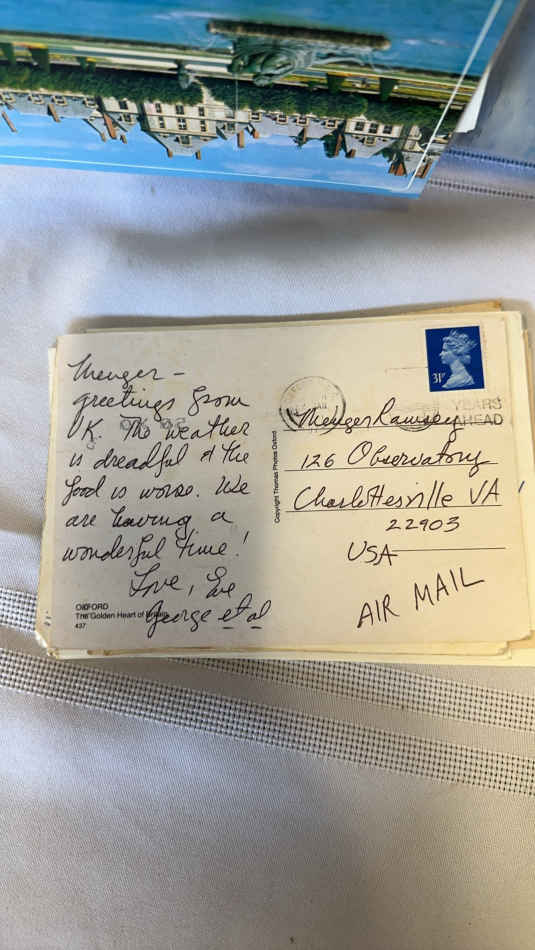 Menger –
greetings from
UK. The weather
is dreadful & the
food is worse. We
are having a
wonderful time!
Love, Sue
George et al
OXFORD
The Golden Heart of Britain
437
Copyright Thomas Photos Oxford
31P
YEARS
AHEAD
Menger Ramsey
126 Observatory
Charlottesville VA
22903
USA
AIR MAIL